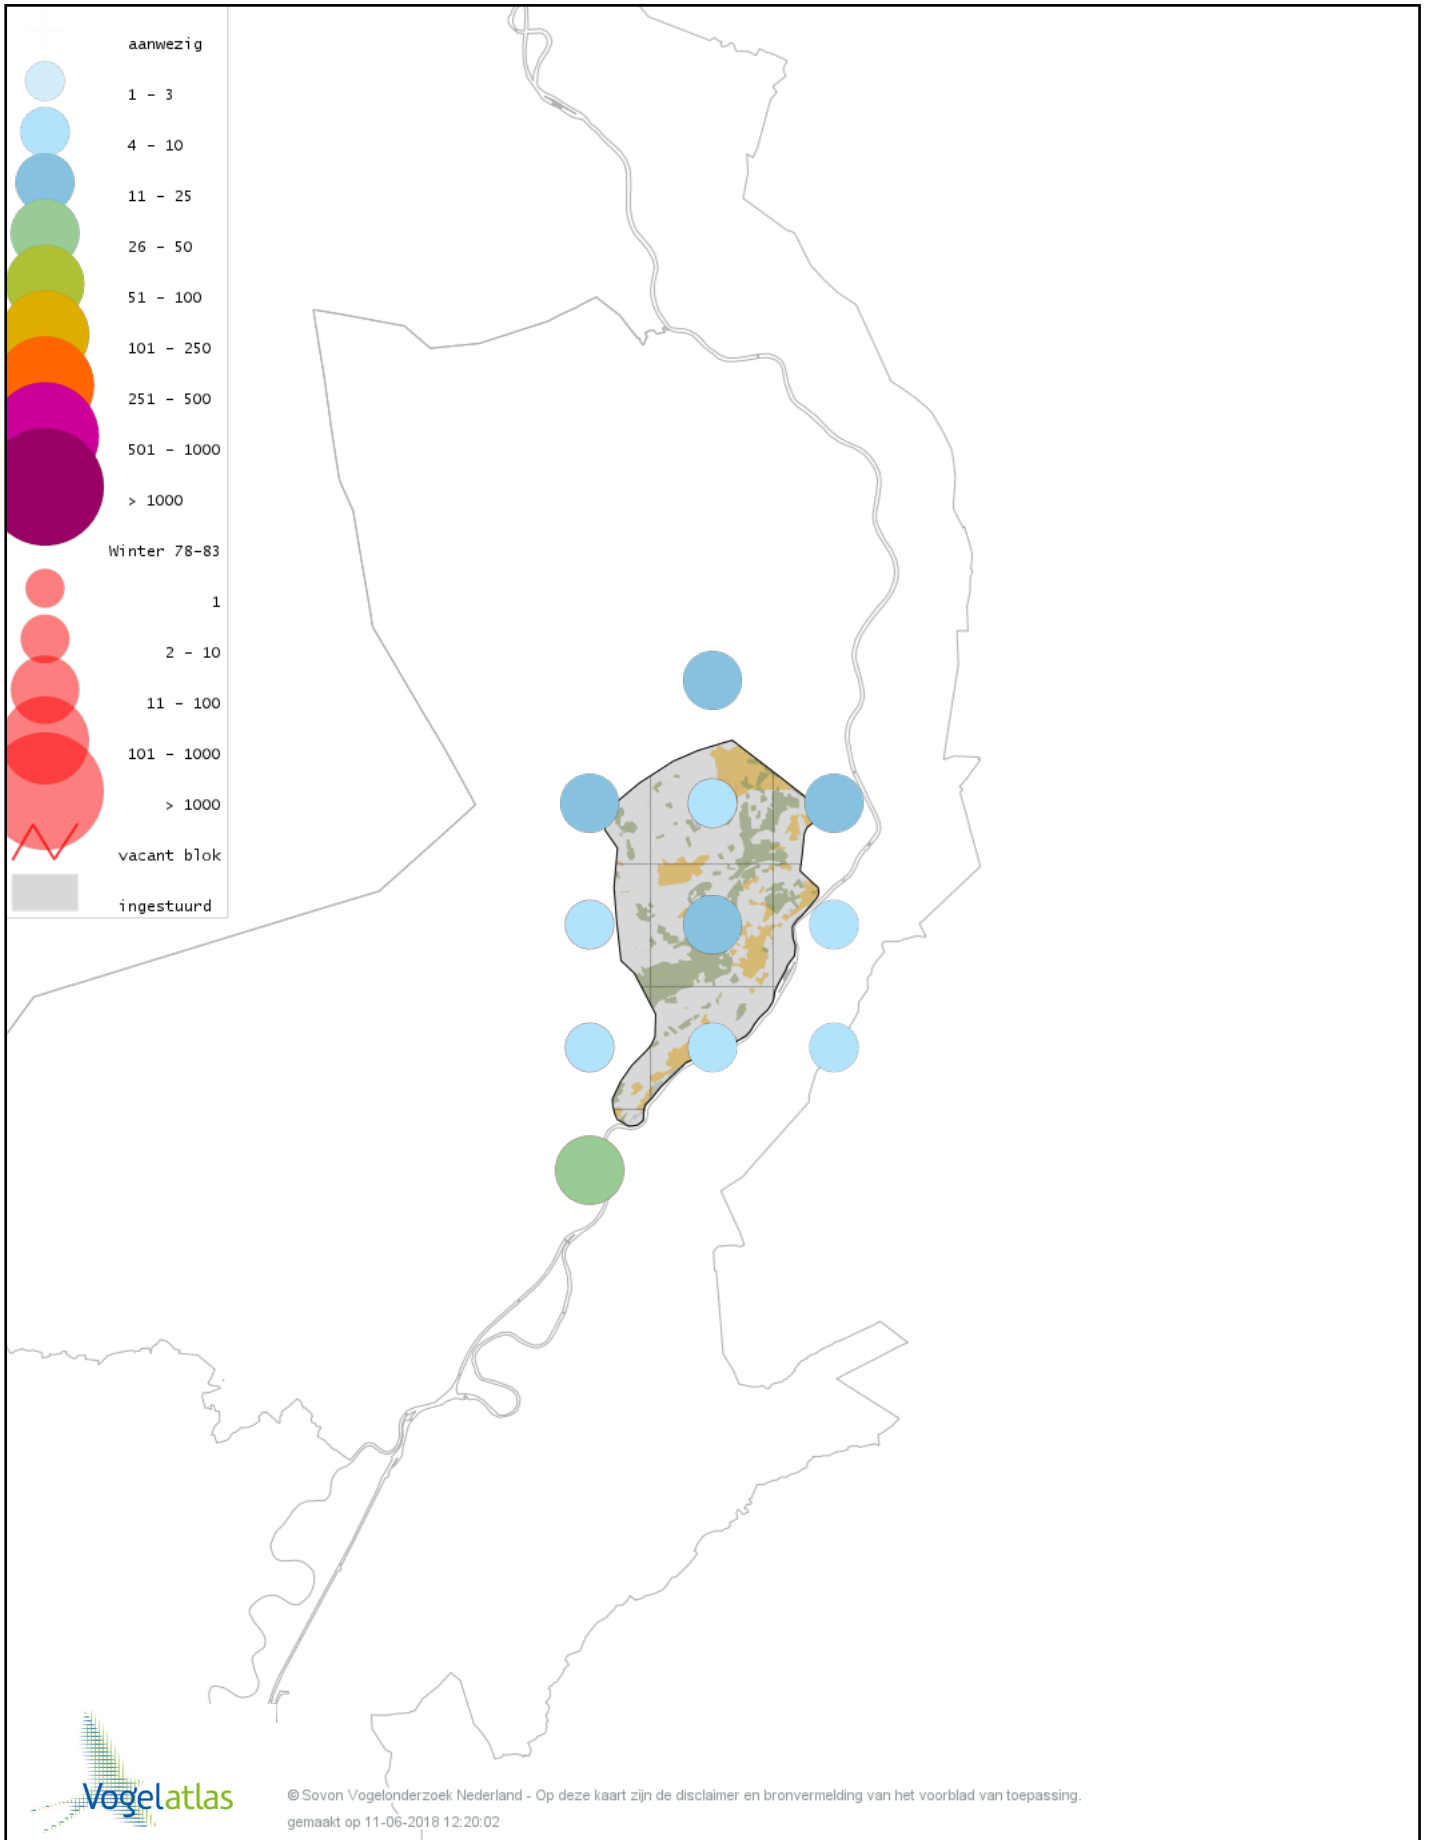 aanwezig
1 - 3
4 - 10
11 - 25
26 - 50
51 - 100
101 - 250
251 - 500
501 - 1000
> 1000
Winter 78-83
1
2 - 10
11 - 100
101 - 1000
> 1000
vacant blok
ingestuurd
Vogelatlas
© Sovon Vogelonderzoek Nederland - Op deze kaart zijn de disclaimer en bronvermelding van het voorblad van toepassing.
gemaakt op 11-06-2018 12:20:02